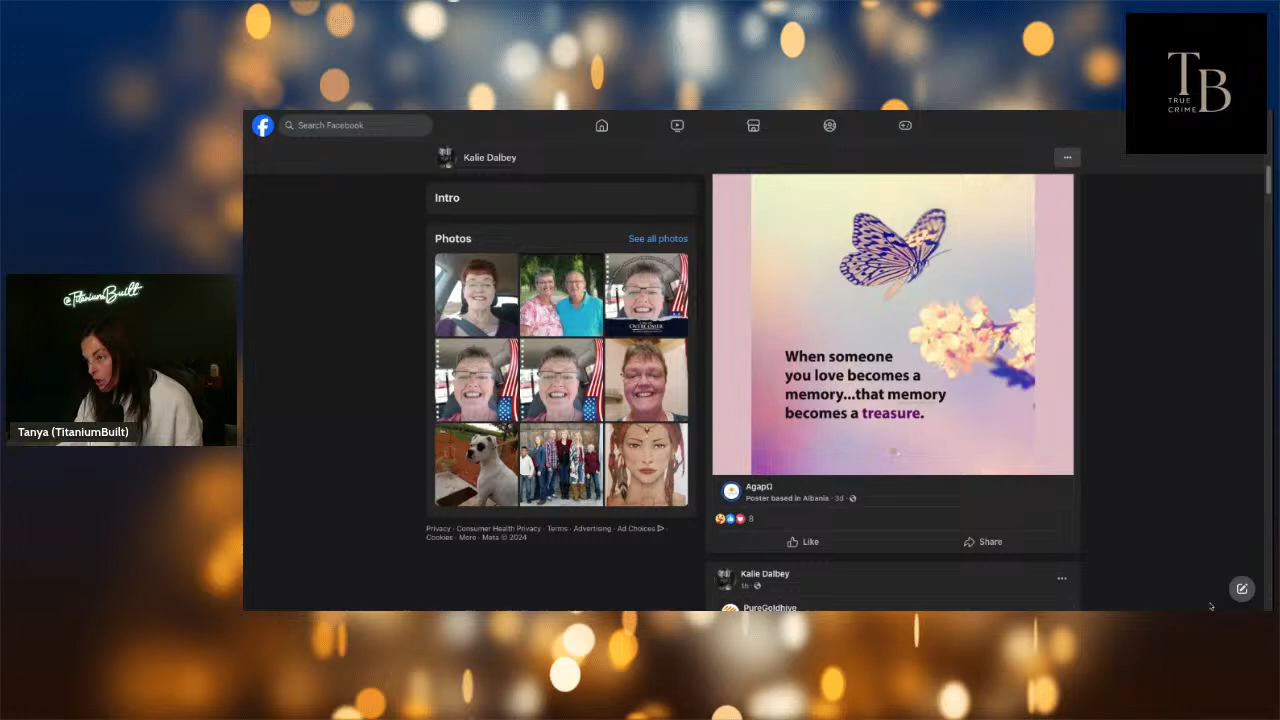 TB
TRUE
CRIME
Search Facebook
Kalie Dalbey
Intro
Photos
See all photos
OVERCOMER
Privacy · Consumer Health Privacy · Terms · Advertising · Ad Choices ·
Cookies · More · Meta © 2024
When someone
you love becomes a
memory...that memory
becomes a treasure.
AgapΩ
Poster based in Albania · 3d ·
8
Like
Share
Kalie Dalbey
1h ·
PureGoldhive
@TitaniumBuilt
Tanya (TitaniumBuilt)